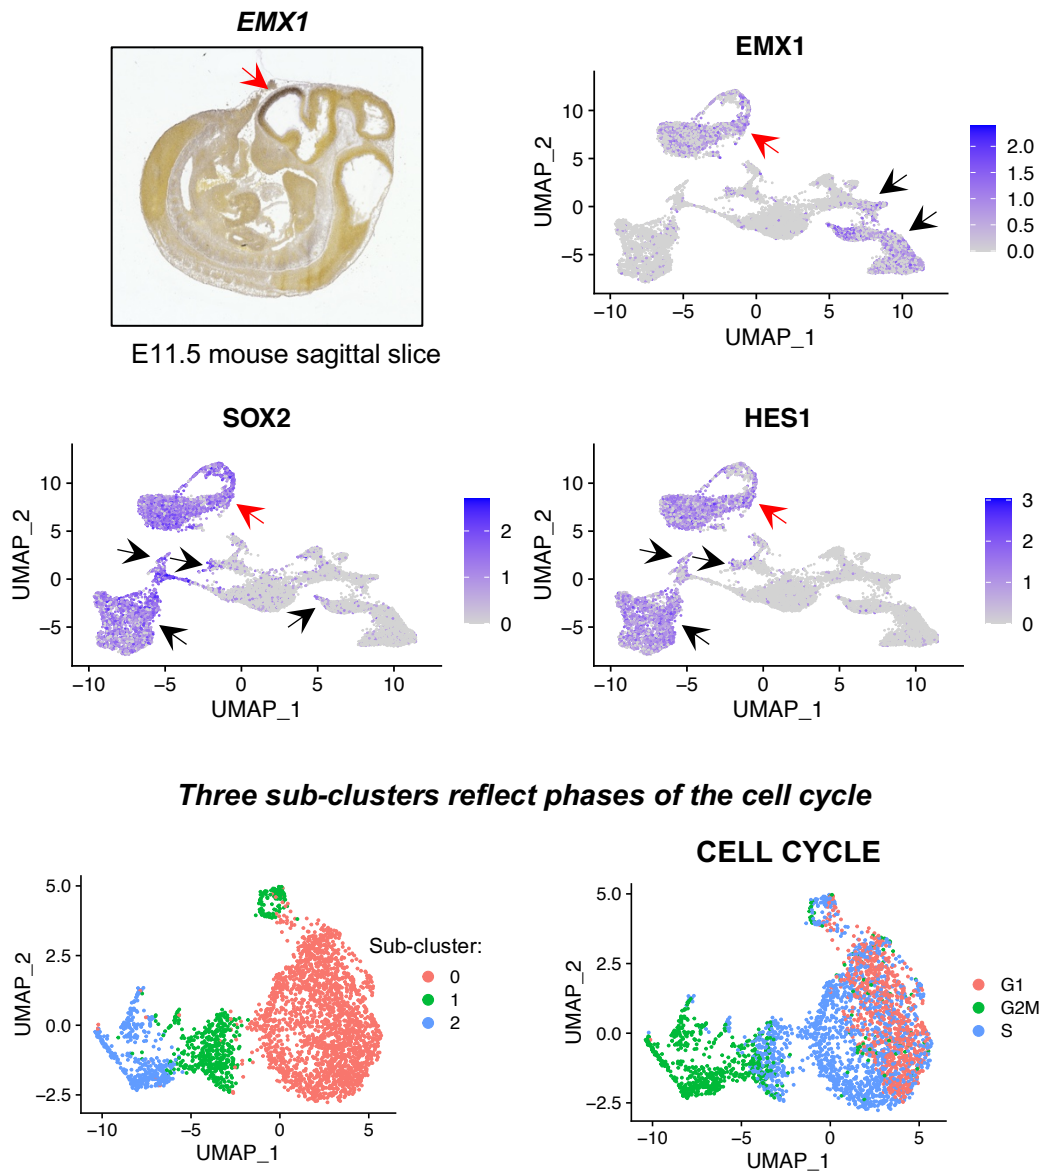 EMX1
E11.5 mouse sagittal slice
EMX1
UMAP_2
10
5
0
−5
−10
−5
0
5
10
UMAP_1
2.0
1.5
1.0
0.5
0.0
SOX2
UMAP_2
10
5
0
−5
−10
−5
0
5
10
UMAP_1
2
1
0
HES1
UMAP_2
10
5
0
−5
−10
−5
0
5
10
UMAP_1
3
2
1
0
Three sub-clusters reflect phases of the cell cycle
UMAP_2
5.0
2.5
0.0
−2.5
−10
−5
0
5
UMAP_1
Sub-cluster:
0
1
2
CELL CYCLE
UMAP_2
5.0
2.5
0.0
−2.5
−10
−5
0
5
UMAP_1
G1
G2M
S